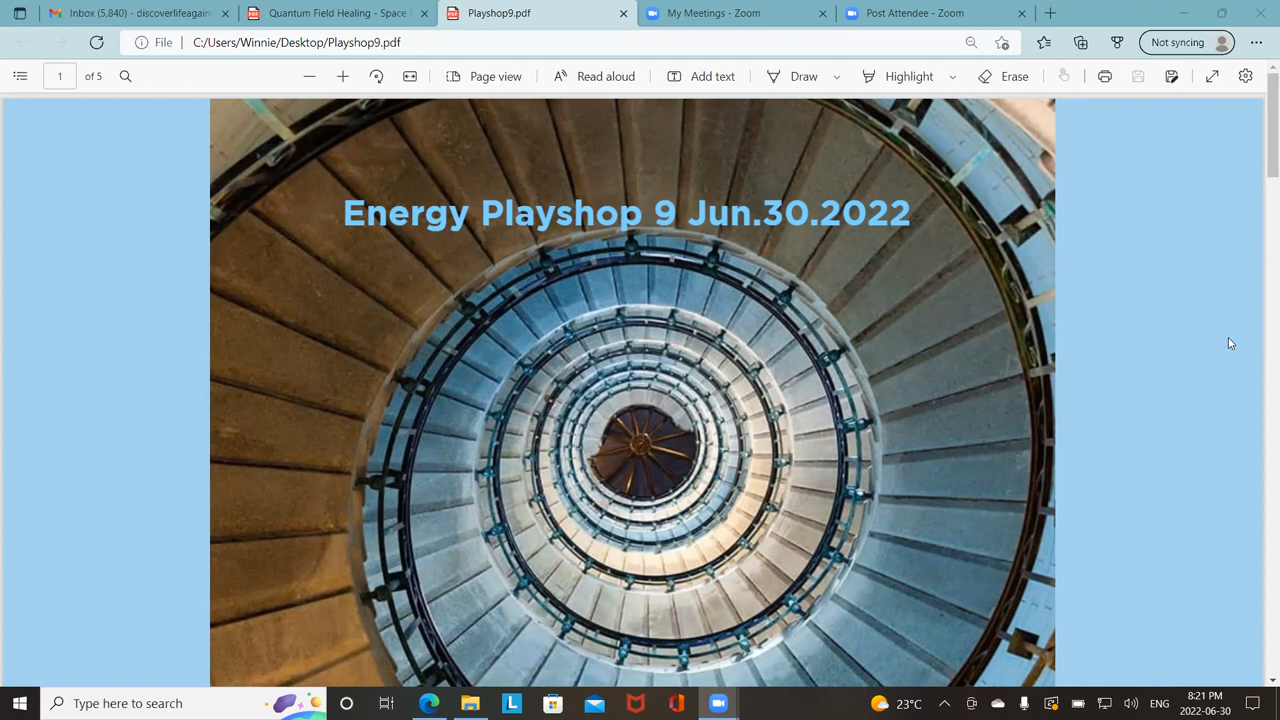 Inbox (5,840) - discoverlifeagain
Quantum Field Healing - Space
Playshop9.pdf
My Meetings - Zoom
Post Attendee - Zoom
File
C:/Users/Winnie/Desktop/Playshop9.pdf
Not syncing
1 of 5
Page view
Read aloud
Add text
Draw
Highlight
Erase
Energy Playshop 9 Jun.30.2022
Type here to search
23°C
ENG
8:21 PM
2022-06-30